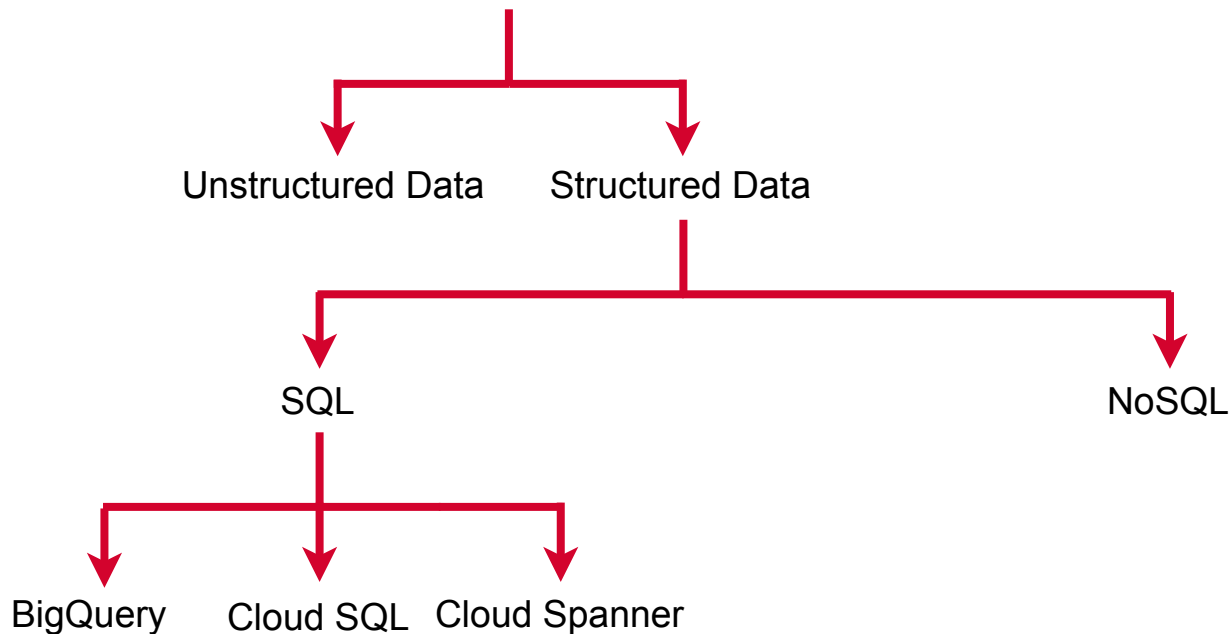 Unstructured Data
Structured Data
SQL
NoSQL
BigQuery
Cloud SQL
Cloud Spanner